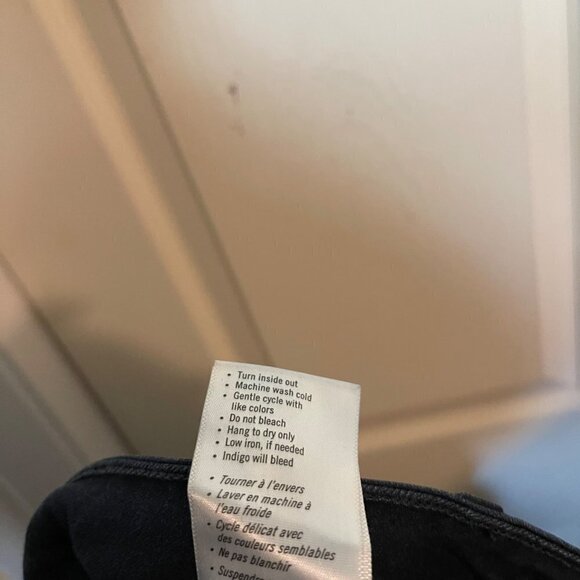 • Turn inside out
• Machine wash cold
• Gentle cycle with
like colors
• Do not bleach
• Hang to dry only
• Low iron, if needed
• Indigo will bleed
• Tourner à l'envers
• Laver en machine à
l'eau froide
• Cycle délicat avec
des couleurs semblables
• Ne pas blanchir
• Suspendre